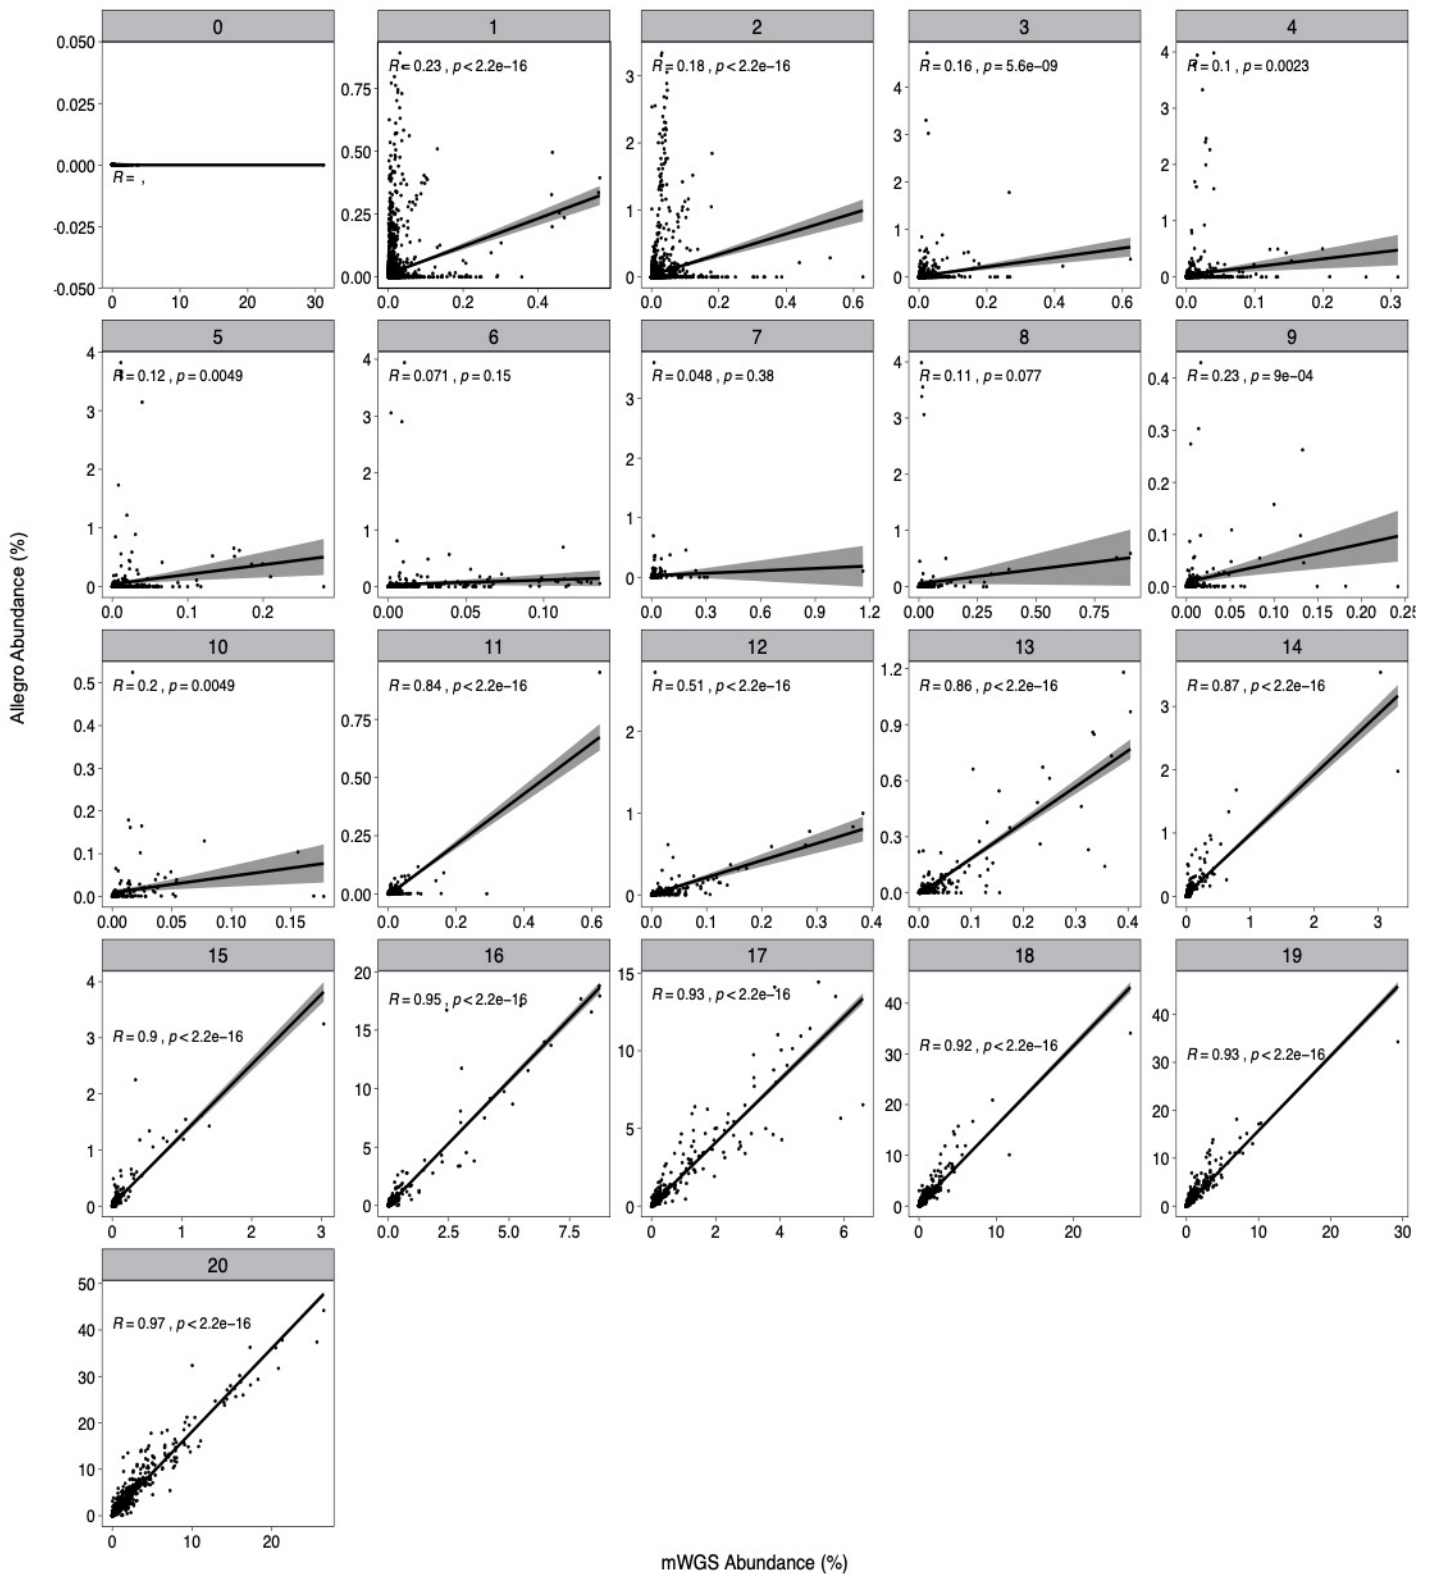 0 1 2 3 4
0.050 0.025 0.000 -0.025 -0.050
R = ,
0 10 20 30
0.75 0.50 0.25 0.00
R = 0.23 , p < 2.2e−16
0.0 0.2 0.4
3 2 1 0
R = 0.18 , p < 2.2e−16
0.0 0.2 0.4 0.6
4 3 2 1 0
R = 0.16 , p = 5.6e−09
0.0 0.2 0.4 0.6
4 3 2 1 0
R = 0.1 , p = 0.0023
0.0 0.1 0.2 0.3
5 6 7 8 9
4 3 2 1 0
R = 0.12 , p = 0.0049
0.0 0.1 0.2
4 3 2 1 0
R = 0.071 , p = 0.15
0.00 0.05 0.10
3 2 1 0
R = 0.048 , p = 0.38
0.0 0.3 0.6 0.9 1.2
4 3 2 1 0
R = 0.11 , p = 0.077
0.00 0.25 0.50 0.75
0.4 0.3 0.2 0.1 0.0
R = 0.23 , p = 9e−04
0.00 0.05 0.10 0.15 0.20 0.25
10 11 12 13 14
0.5 0.4 0.3 0.2 0.1 0.0
R = 0.2 , p = 0.0049
0.00 0.05 0.10 0.15
0.75 0.50 0.25 0.00
R = 0.84 , p < 2.2e−16
0.0 0.2 0.4 0.6
2 1 0
R = 0.51 , p < 2.2e−16
0.0 0.1 0.2 0.3 0.4
1.2 0.9 0.6 0.3 0.0
R = 0.86 , p < 2.2e−16
0.0 0.1 0.2 0.3 0.4
3 2 1 0
R = 0.87 , p < 2.2e−16
0 1 2 3
15 16 17 18 19
4 3 2 1 0
R = 0.9 , p < 2.2e−16
0 1 2 3
20 15 10 5 0
R = 0.95 , p < 2.2e−16
0.0 2.5 5.0 7.5
15 10 5 0
R = 0.93 , p < 2.2e−16
0 2 4 6
40 30 20 10 0
R = 0.92 , p < 2.2e−16
0 10 20
40 30 20 10 0
R = 0.93 , p < 2.2e−16
0 10 20 30
20
50 40 30 20 10 0
R = 0.97 , p < 2.2e−16
0 10 20
Allegro Abundance (%)
mWGS Abundance (%)